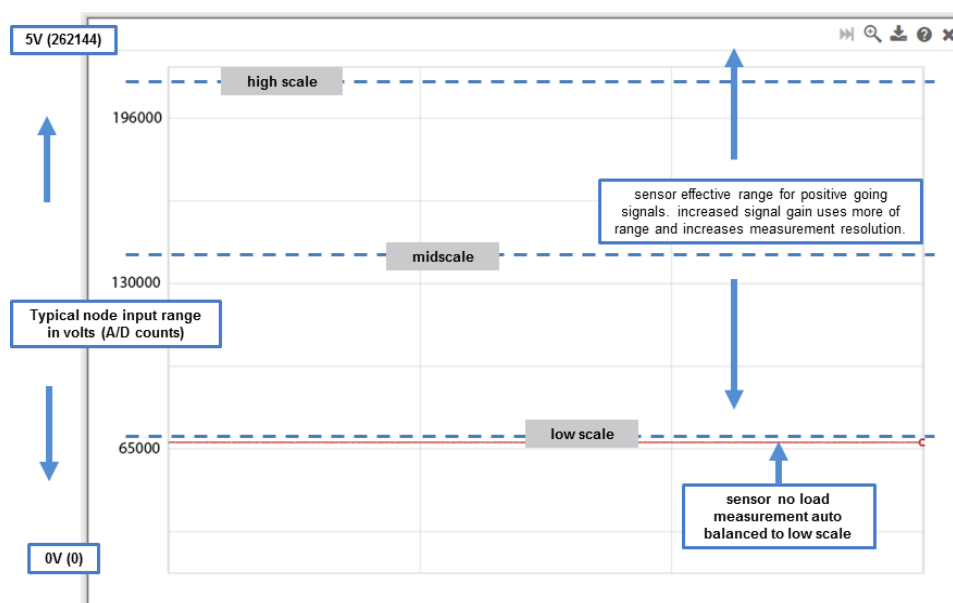 5V (262144)
high scale
196000
sensor effective range for positive going
signals. increased signal gain uses more of
range and increases measurement resolution.
midscale
130000
Typical node input range
in volts (A/D counts)
low scale
65000
sensor no load
measurement auto
balanced to low scale
0V (0)